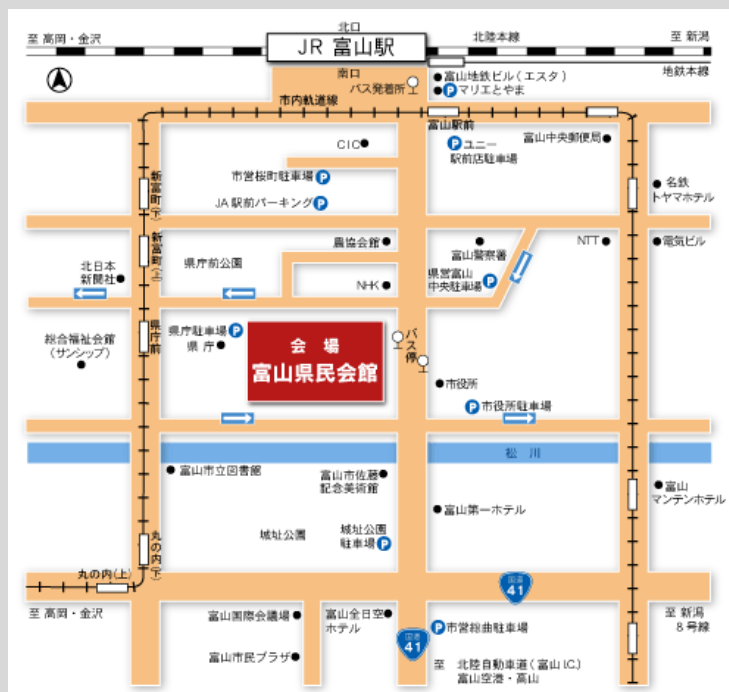 北口
至 高岡・金沢
JR 富山駅
北陸本線
至 新潟
南口
バス発着所
富山地鉄ビル(エスタ)
地鉄本線
P マリエとやま
市内軌道線
富山駅前
CIC
P ユニー
駅前店駐車場
富山中央郵便局
市営桜町駐車場 P
JA駅前パーキング P
新富町(下)
名鉄
トヤマホテル
農協会館
富山警察署
NTT
電気ビル
新富町(上)
県庁前公園
北日本
新聞社
NHK
県営富山
中央駐車場 P
県庁前
総合福祉会館
(サンシップ)
県庁駐車場 P
県庁
会場
富山県民会館
バス停
市役所
P 市役所駐車場
松川
富山市立図書館
富山市佐藤
記念美術館
富山第一ホテル
富山
マンテンホテル
城址公園
城址公園
駐車場 P
丸の内(下)
丸の内(上)
国道
41
至 高岡・金沢
富山国際会議場
富山全日空
ホテル
国道
41
P 市営総曲駐車場
至 新潟
8号線
富山市民プラザ
至 北陸自動車道(富山I.C.)
富山空港・高山